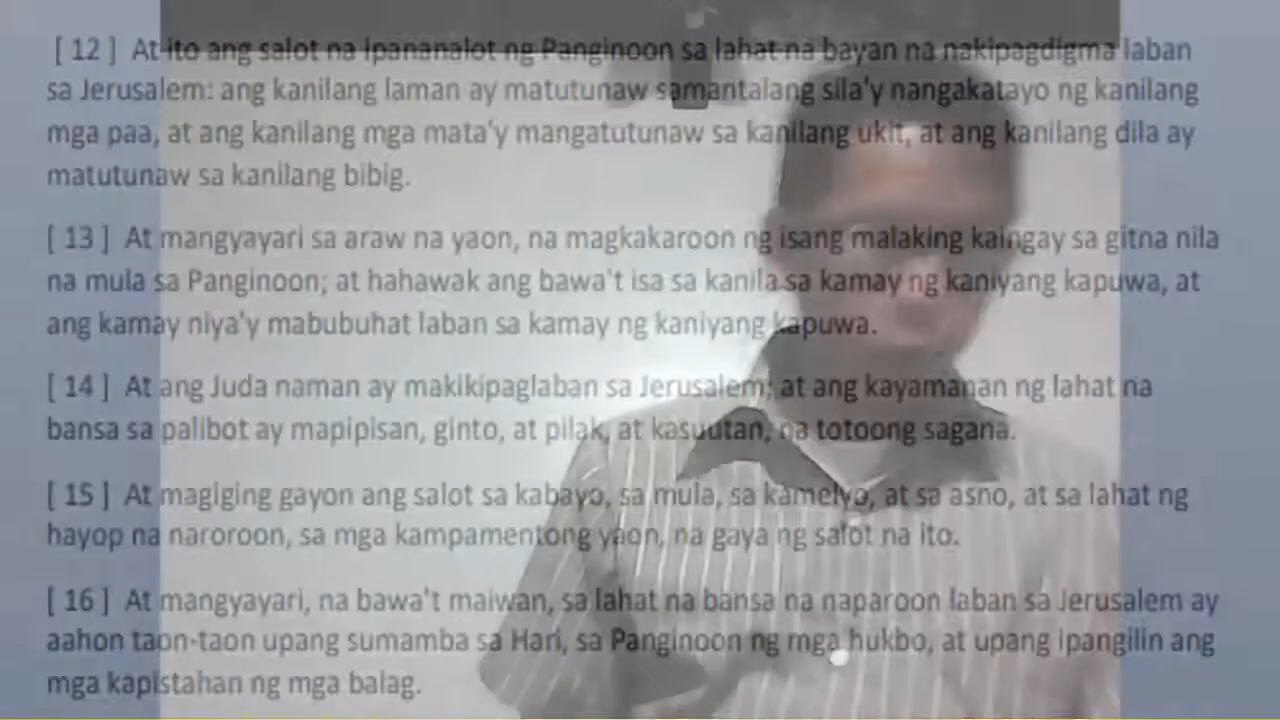 [ 12 ] At ito ang salot na ipananalot ng Panginoon sa lahat na bayan na nakipagdigma laban
sa Jerusalem: ang kanilang laman ay matutunaw samantalang sila'y nangakatayo ng kanilang
mga paa, at ang kanilang mga mata'y mangatutunaw sa kanilang ukit, at ang kanilang dila ay
matutunaw sa kanilang bibig.
[ 13 ] At mangyayari sa araw na yaon, na magkakaroon ng isang malaking kaingay sa gitna nila
na mula sa Panginoon; at hahawak ang bawa't isa sa kanila sa kamay ng kaniyang kapuwa, at
ang kamay niya'y mabubuhat laban sa kamay ng kaniyang kapuwa.
[ 14 ] At ang Juda naman ay makikipaglaban sa Jerusalem; at ang kayamanan ng lahat na
bansa sa palibot ay mapipisan, ginto, at pilak, at kasuutan, na totoong sagana.
[ 15 ] At magiging gayon ang salot sa kabayo, sa mula, sa kamelyo, at sa asno, at sa lahat ng
hayop na naroroon, sa mga kampamentong yaon, na gaya ng salot na ito.
[ 16 ] At mangyayari, na bawa't maiwan, sa lahat na bansa na naparoon laban sa Jerusalem ay
aahon taon-taon upang sumamba sa Hari, sa Panginoon ng mga hukbo, at upang ipangilin ang
mga kapistahan ng mga balag.